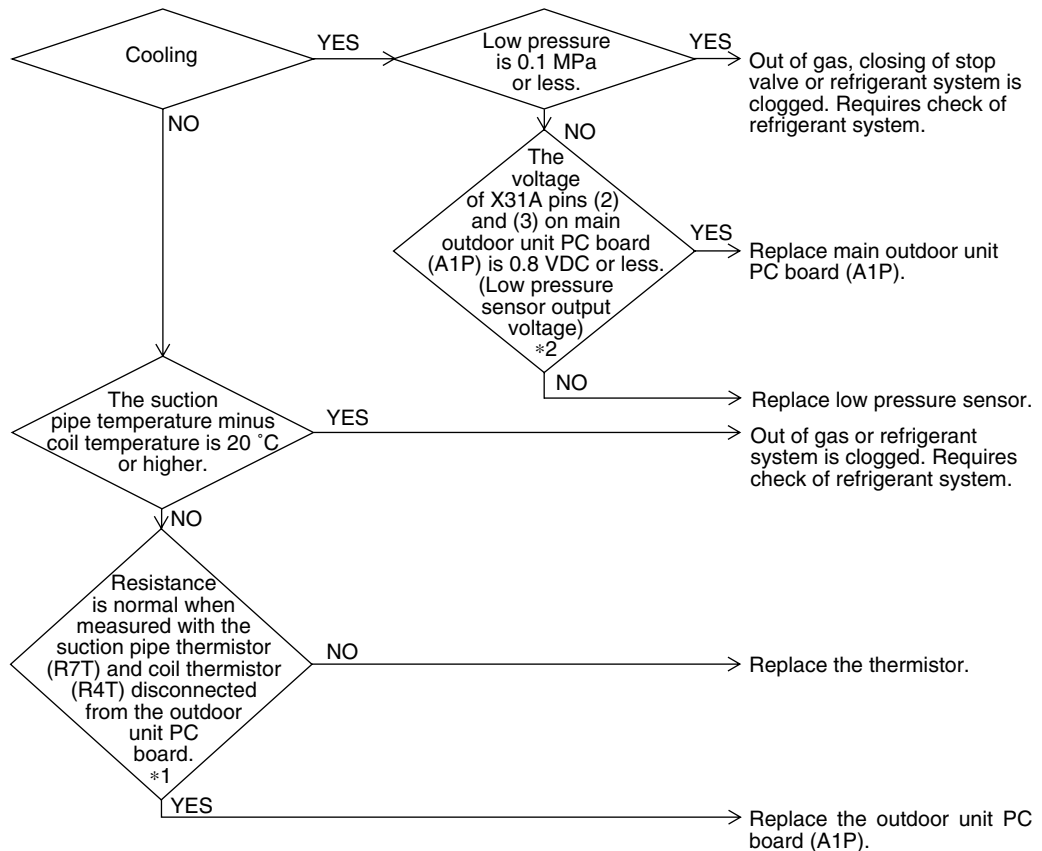 Cooling
YES
Low pressure
is 0.1 MPa
or less.
YES
Out of gas, closing of stop
valve or refrigerant system is
clogged. Requires check of
refrigerant system.
NO
NO
The
voltage
of X31A pins (2)
and (3) on main
outdoor unit PC board
(A1P) is 0.8 VDC or less.
(Low pressure
sensor output
voltage)
*2
YES
Replace main outdoor unit
PC board (A1P).
NO
Replace low pressure sensor.
The suction
pipe temperature minus
coil temperature is 20 ˚C
or higher.
YES
Out of gas or refrigerant
system is clogged. Requires
check of refrigerant system.
NO
Resistance
is normal when
measured with the
suction pipe thermistor
(R7T) and coil thermistor
(R4T) disconnected
from the outdoor
unit PC
board.
*1
NO
Replace the thermistor.
YES
Replace the outdoor unit PC
board (A1P).